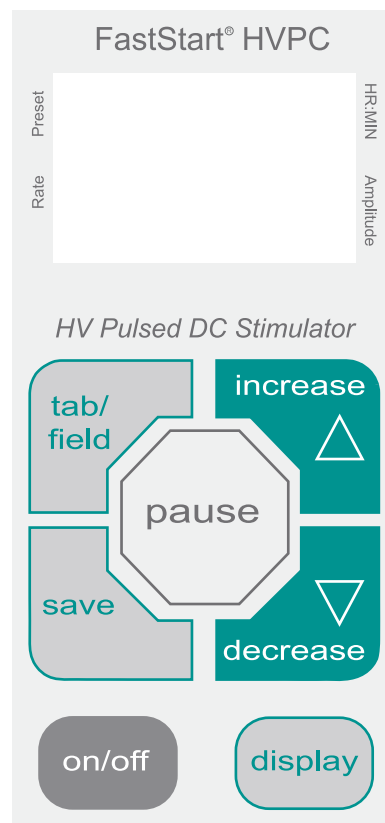 FastStart® HVPC
Preset
HR:MIN
Rate
Amplitude
HV Pulsed DC Stimulator
tab/
field
increase
pause
save
decrease
on/off
display